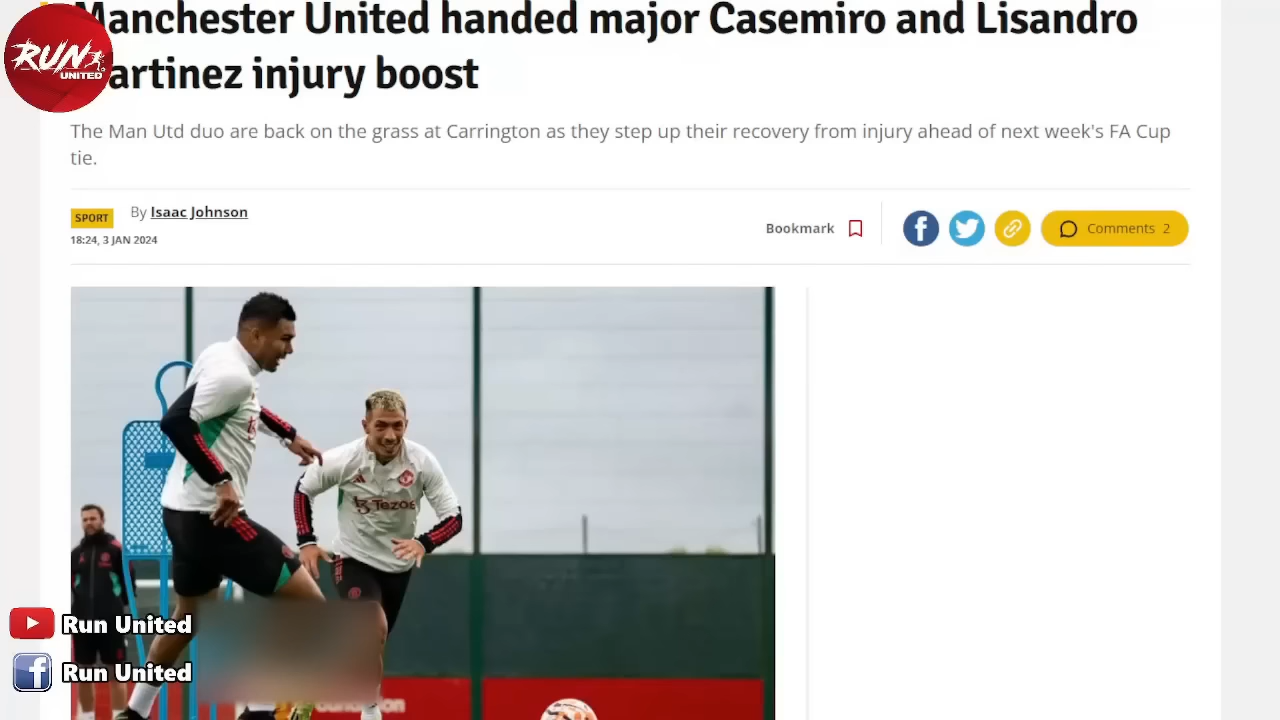 Manchester United handed major Casemiro and Lisandro
artinez injury boost
RUN
UNITED
The Man Utd duo are back on the grass at Carrington as they step up their recovery from injury ahead of next week's FA Cup
tie.
SPORT
By Isaac Johnson
18:24, 3 JAN 2024
Bookmark
Comments 2
Tezos
Run United
Run United